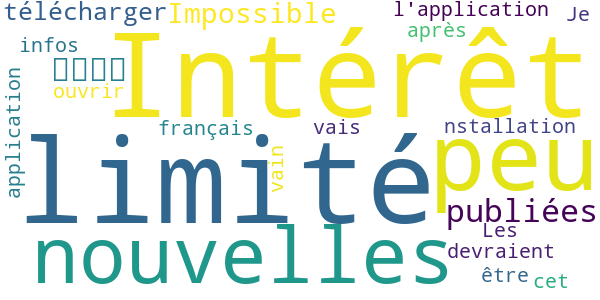 télécharger Impossible l'application Je
après
infos
Intérêt
ouvrir
application
français vais nstallation
limité vain peu
publiées
nouvelles Les
devraient
être cet